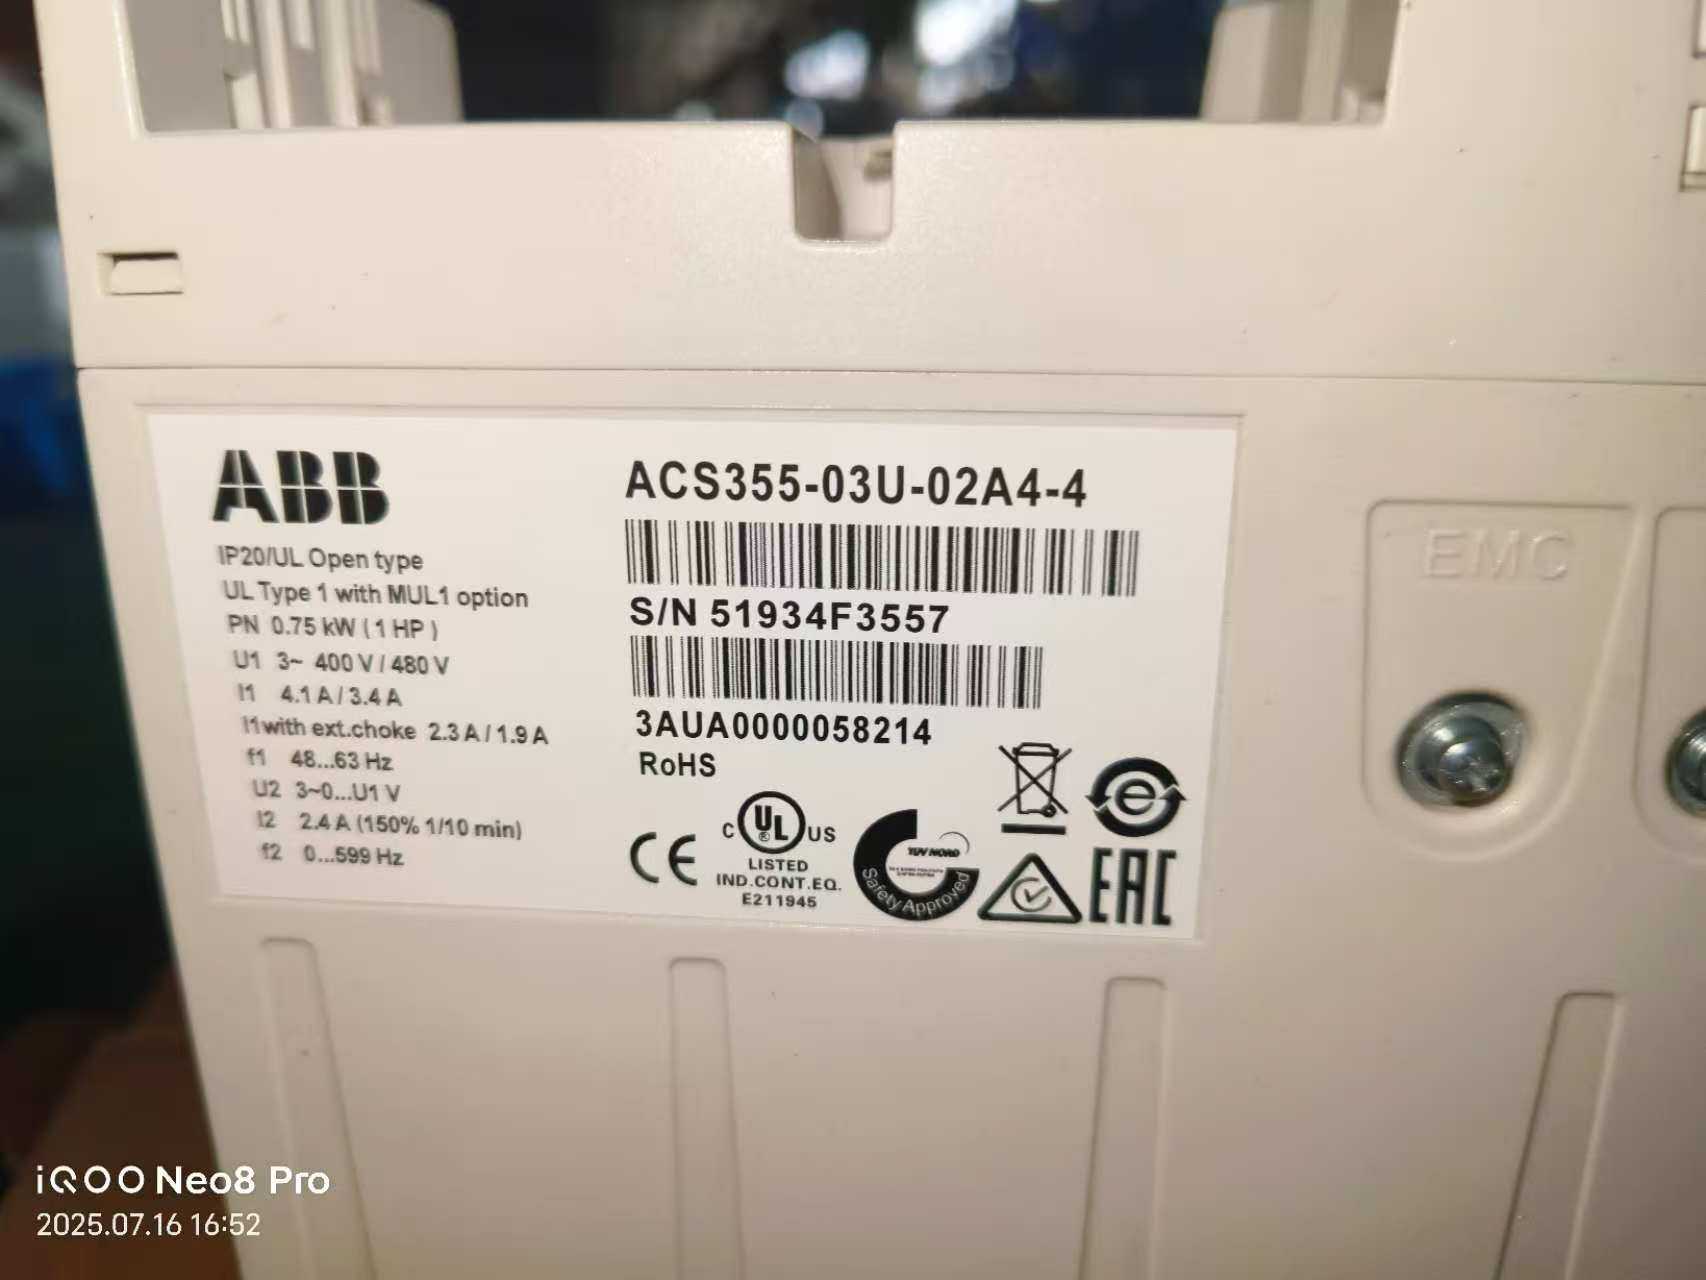 ABB
IP20/UL Open type
UL Type 1 with MUL1 option
PN 0.75 kW ( 1 HP )
U1 3~ 400 V / 480 V
I1 4.1 A / 3.4 A
I1 with ext.choke 2.3 A / 1.9 A
f1 48...63 Hz
U2 3~0...U1 V
I2 2.4 A (150% 1/10 min)
f2 0...599 Hz
ACS355-03U-02A4-4
S/N 51934F3557
3AUA0000058214
RoHS
CE
C UL US
®
LISTED
IND.CONT.EQ.
E211945
TUV NORD
Safety Approved
e
EAC
EMC
iQOO Neo8 Pro
2025.07.16 16:52